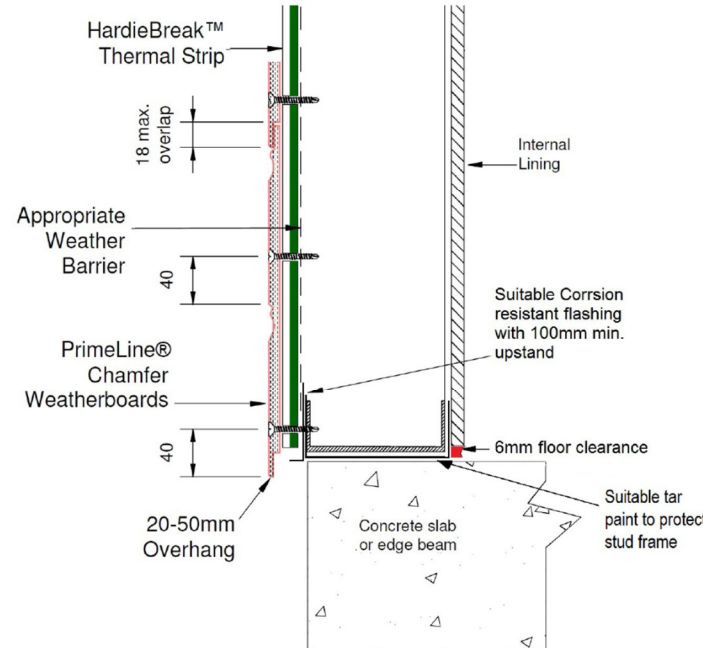 HardieBreak™
Thermal Strip
18 max.
overlap
Internal
Lining
Appropriate
Weather
Barrier
40
Suitable Corrsion
resistant flashing
with 100mm min.
upstand
PrimeLine®
Chamfer
Weatherboards
40
6mm floor clearance
20-50mm
Overhang
Concrete slab
or edge beam
Suitable tar
paint to protect
stud frame